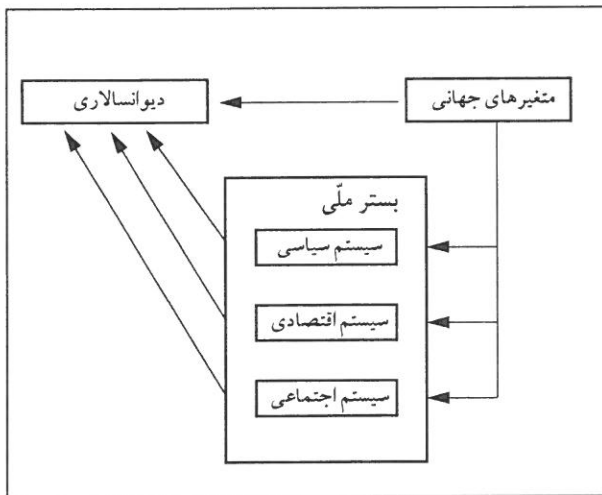 متغیرهای جهانی
دیوانسالاری
بستر ملّی
سیستم سیاسی
سیستم اقتصادی
سیستم اجتماعی